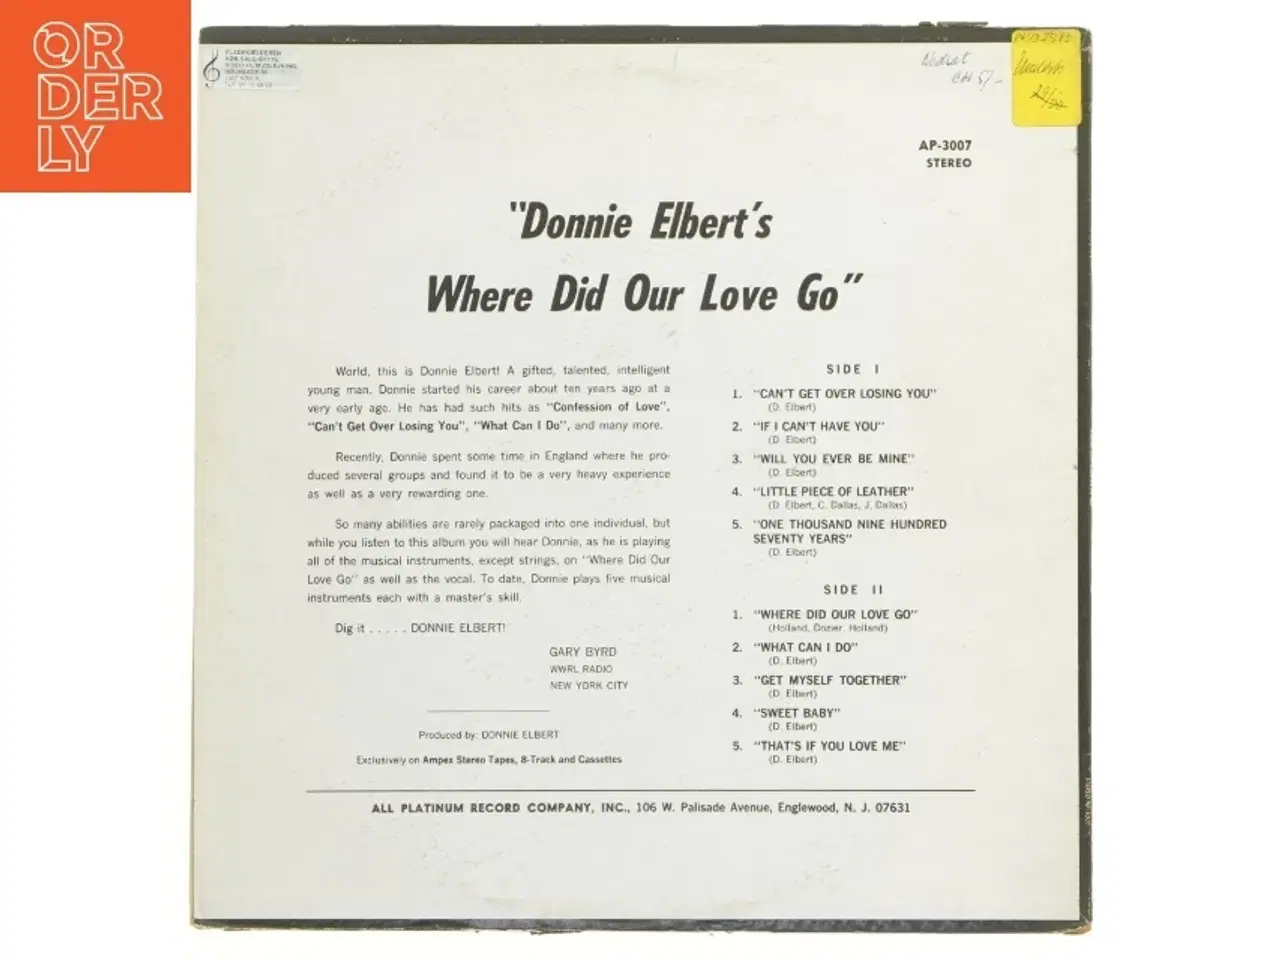 OR
DER
LY
Nedsat
29/30
AP-3007
STEREO
"Donnie Elbert's
Where Did Our Love Go"
World, this is Donnie Elbert! A gifted, talented, intelligent
young man. Donnie started his career about ten years ago at a
very early age. He has had such hits as "Confession of Love",
"Can't Get Over Losing You", "What Can I Do", and many more.
Recently, Donnie spent some time in England where he pro-
duced several groups and found it to be a very heavy experience
as well as a very rewarding one.
So many abilities are rarely packaged into one individual, but
while you listen to this album you will hear Donnie, as he is playing
all of the musical instruments, except strings, on "Where Did Our
Love Go" as well as the vocal. To date, Donnie plays five musical
instruments each with a master's skill.
Dig it . . . . . DONNIE ELBERT!
GARY BYRD
WWRL RADIO
NEW YORK CITY
Produced by: DONNIE ELBERT
Exclusively on Ampex Stereo Tapes, 8-Track and Cassettes
SIDE I
1. "CAN'T GET OVER LOSING YOU"
(D. Elbert)
2. "IF I CAN'T HAVE YOU"
(D. Elbert)
3. "WILL YOU EVER BE MINE"
(D. Elbert)
4. "LITTLE PIECE OF LEATHER"
(D. Elbert, C. Dallas, J. Dallas)
5. "ONE THOUSAND NINE HUNDRED
SEVENTY YEARS"
(D. Elbert)
SIDE II
1. "WHERE DID OUR LOVE GO"
(Holland, Dozier, Holland)
2. "WHAT CAN I DO"
(D. Elbert)
3. "GET MYSELF TOGETHER"
(D. Elbert)
4. "SWEET BABY"
(D. Elbert)
5. "THAT'S IF YOU LOVE ME"
(D. Elbert)
ALL PLATINUM RECORD COMPANY, INC., 106 W. Palisade Avenue, Englewood, N. J. 07631